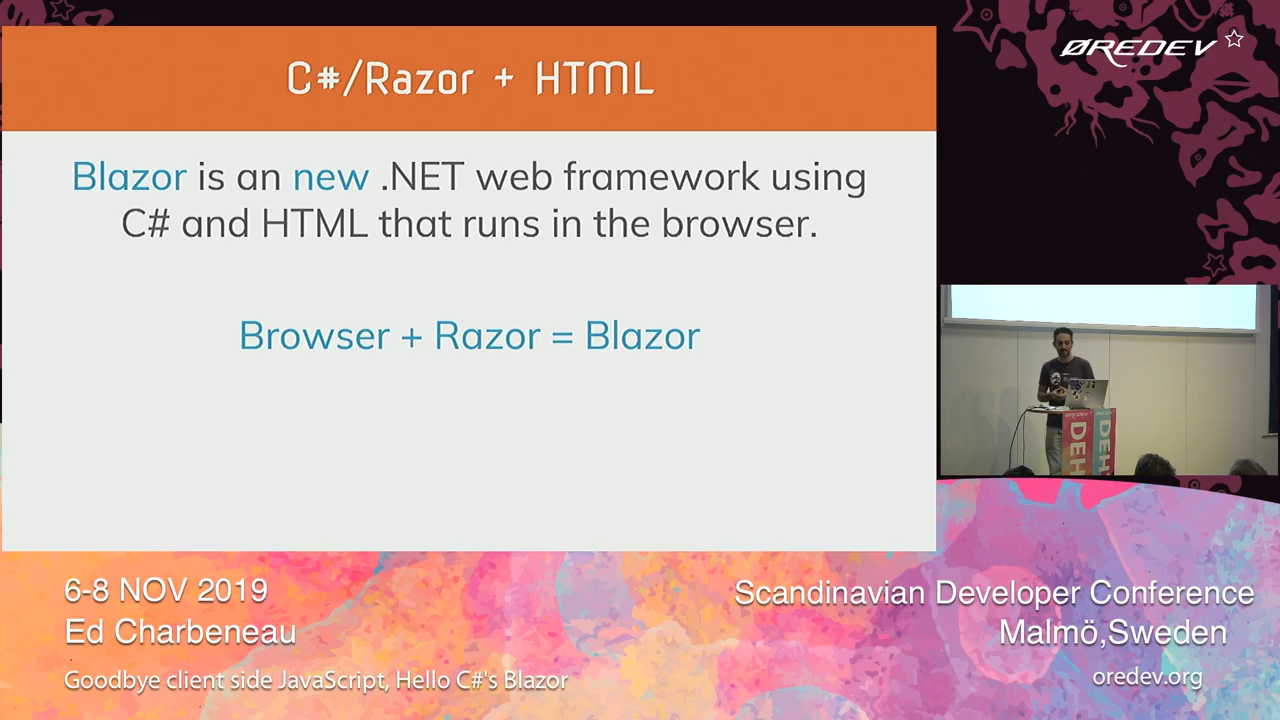 C#/Razor + HTML
Blazor is an new .NET web framework using
C# and HTML that runs in the browser.
Browser + Razor = Blazor
ØREDEV
DEH
DEH
6-8 NOV 2019
Ed Charbeneau
Goodbye client side JavaScript, Hello C#'s Blazor
Scandinavian Developer Conference
Malmö,Sweden
oredev.org